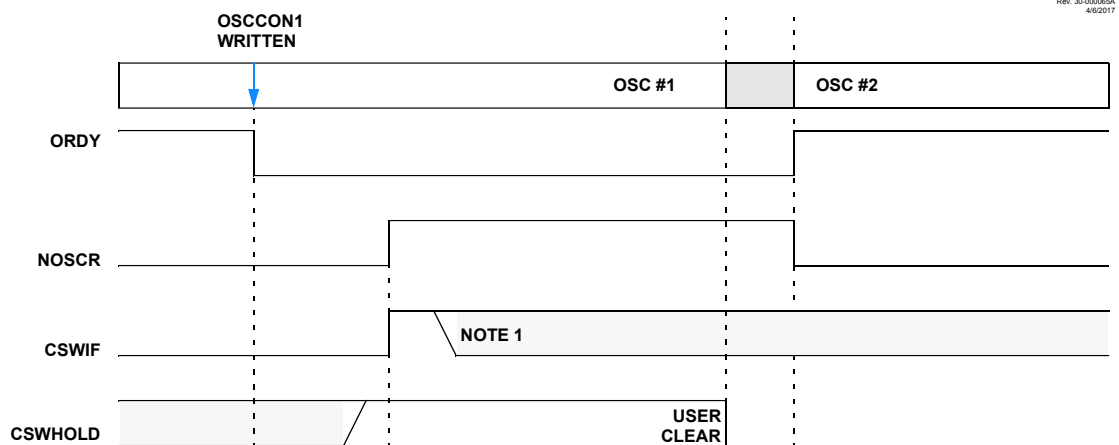 Rev. 30-000065A
4/6/2017
OSCCON1
WRITTEN
OSC #1
OSC #2
ORDY
NOSCR
CSWIF
NOTE 1
CSWHOLD
USER
CLEAR